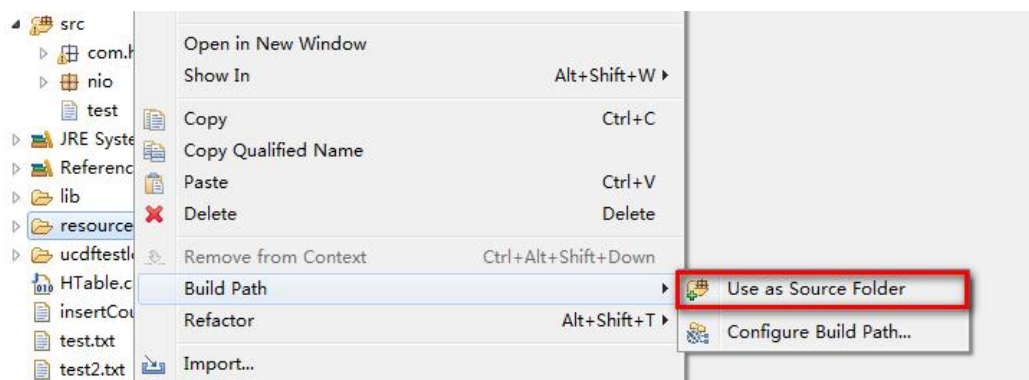 src
com.h
nio
test
JRE Syste
Referenc
lib
resource
ucdftestl
HTable.c
insertCou
test.txt
test2.txt
Open in New Window
Show In Alt+Shift+W
Copy Ctrl+C
Copy Qualified Name
Paste Ctrl+V
Delete Delete
Remove from Context Ctrl+Alt+Shift+Down
Build Path
Refactor Alt+Shift+T
Import...
Use as Source Folder
Configure Build Path...